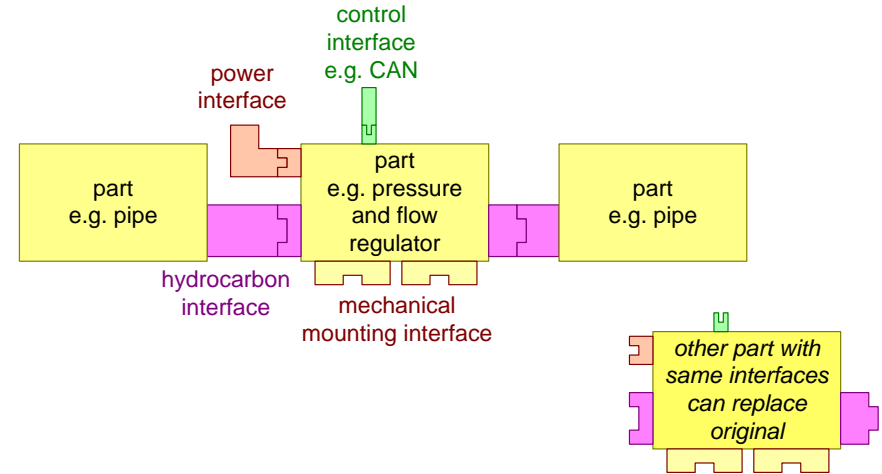 control
interface
e.g. CAN
power
interface
part
e.g. pipe
part
e.g. pressure
and flow
regulator
part
e.g. pipe
hydrocarbon
interface
mechanical
mounting interface
other part with
same interfaces
can replace
original